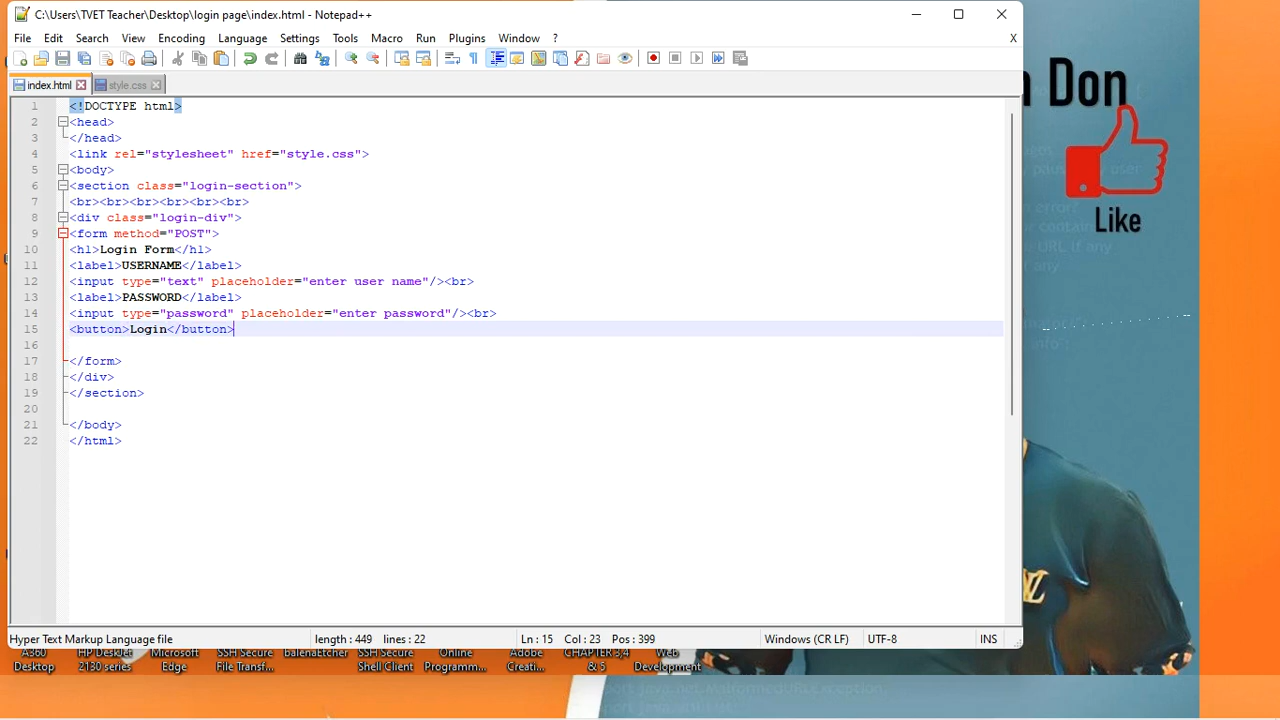 C:\Users\TVET Teacher\Desktop\login page\index.html - Notepad++
File Edit Search View Encoding Language Settings Tools Macro Run Plugins Window ? X
index.html style.css
1 <!DOCTYPE html>
2 <head>
3 </head>
4 <link rel="stylesheet" href="style.css">
5 <body>
6 <section class="login-section">
7 <br><br><br><br><br><br>
8 <div class="login-div">
9 <form method="POST">
10 <h1>Login Form</h1>
11 <label>USERNAME</label>
12 <input type="text" placeholder="enter user name"/><br>
13 <label>PASSWORD</label>
14 <input type="password" placeholder="enter password"/><br>
15 <button>Login</button>
16
17 </form>
18 </div>
19 </section>
20
21 </body>
22 </html>
Hyper Text Markup Language file length : 449 lines : 22 Ln : 15 Col : 23 Pos : 399 Windows (CR LF) UTF-8 INS
Don
Like
A360 Desktop
HP DeskJet 2130 series
Microsoft Edge
SSH Secure File Transf...
balenaEtcher
SSH Secure Shell Client
Online Programm...
Adobe Creati...
CHAPTER 3,4 & 5
Web Development